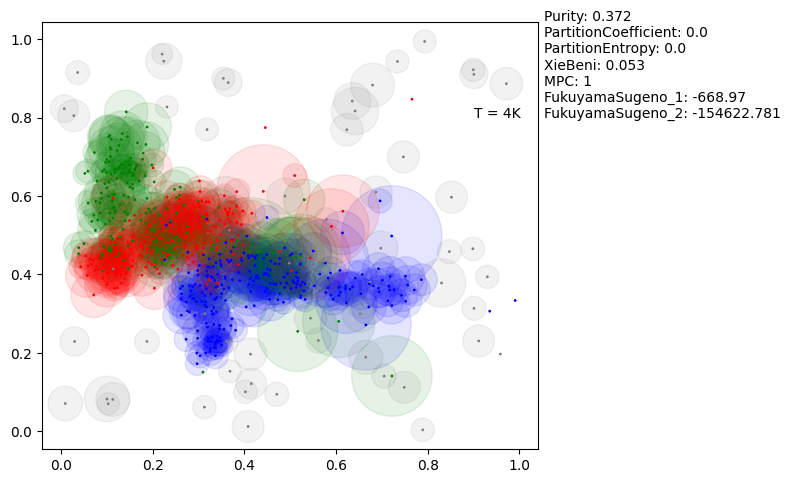 Purity: 0.372
PartitionCoefficient: 0.0
PartitionEntropy: 0.0
XieBeni: 0.053
MPC: 1
FukuyamaSugeno_1: -668.97
FukuyamaSugeno_2: -154622.781
T = 4K
1.0
0.8
0.6
0.4
0.2
0.0
0.0 0.2 0.4 0.6 0.8 1.0